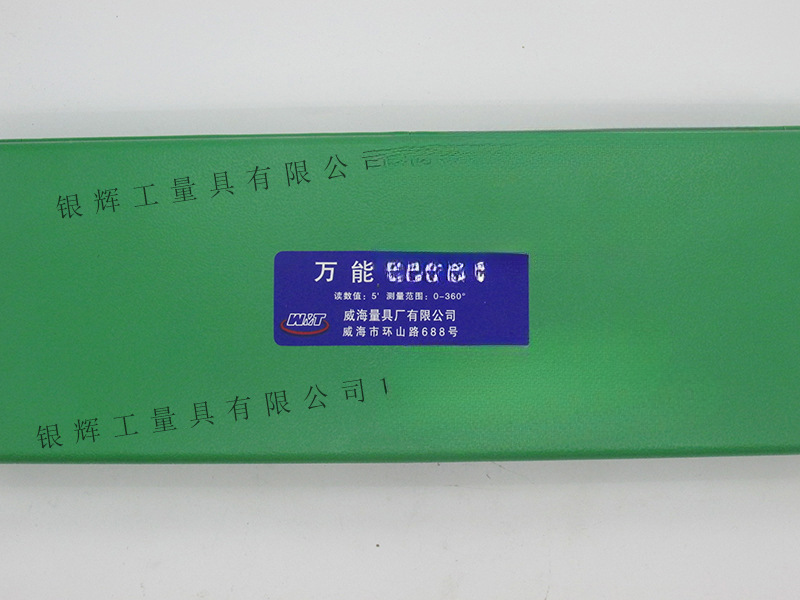 银辉工量具有限公
万能
读数值：5' 测量范围：0-360°
W&T
威海量具厂有限公司
威海市环山路688号
银辉工量具有限公司